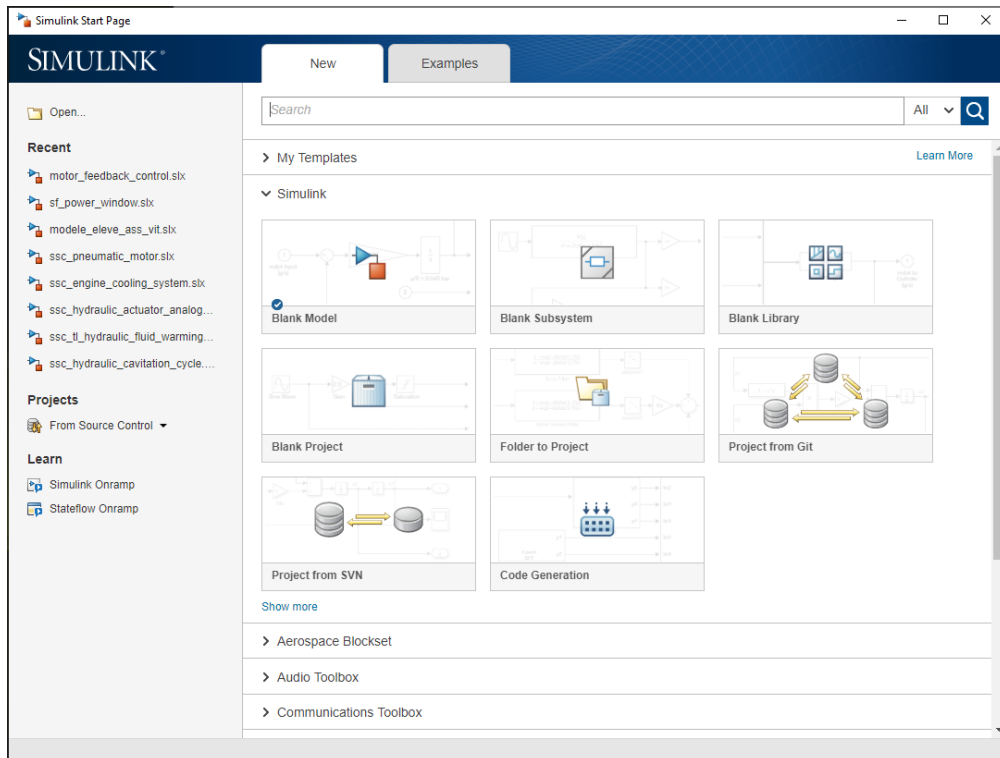 Simulink Start Page
SIMULINK®
New
Examples
Open...
Search
All
Recent
motor_feedback_control.slx
sf_power_window.slx
modele_eleve_ass_vit.slx
ssc_pneumatic_motor.slx
ssc_engine_cooling_system.slx
ssc_hydraulic_actuator_analog...
ssc_tl_hydraulic_fluid_warming...
ssc_hydraulic_cavitation_cycle....
Projects
From Source Control
Learn
Simulink Onramp
Stateflow Onramp
My Templates
Learn More
Simulink
Blank Model
Blank Subsystem
Blank Library
Blank Project
Folder to Project
Project from Git
Project from SVN
Code Generation
Show more
Aerospace Blockset
Audio Toolbox
Communications Toolbox